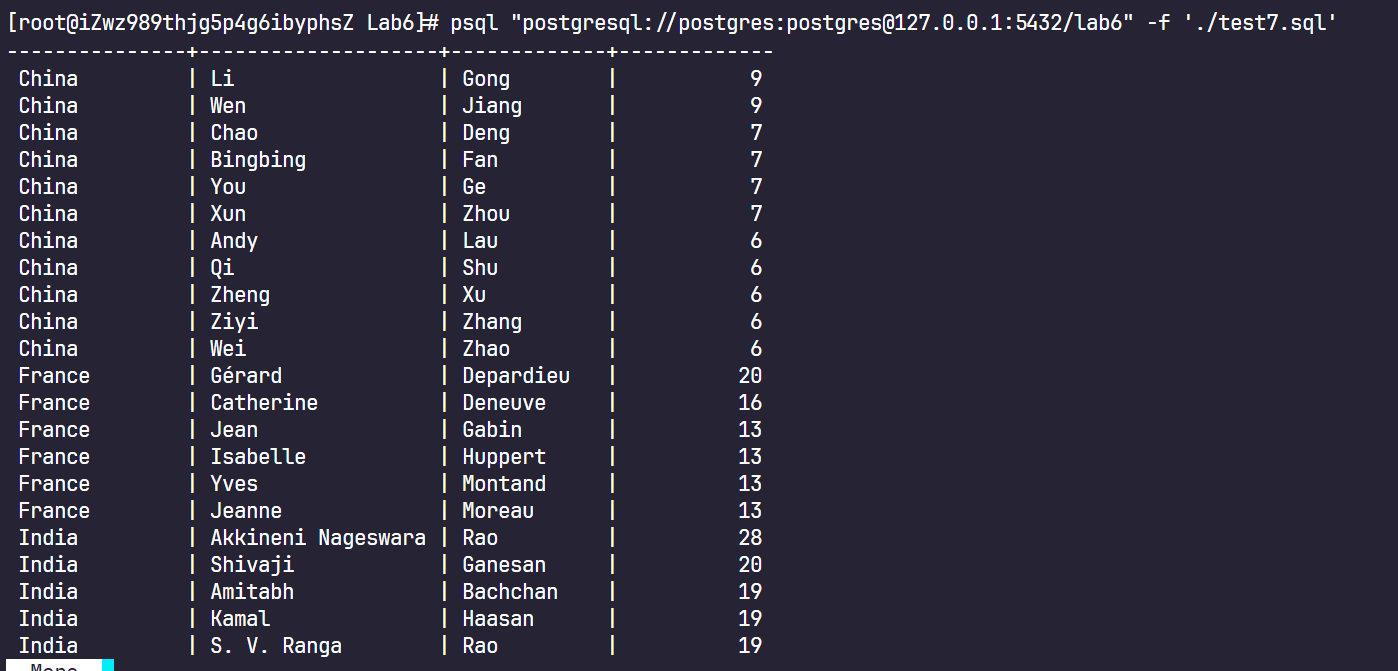 [root@iZwz989thjg5p4g6ibyphsZ Lab6]# psql "postgresql://postgres:postgres@127.0.0.1:5432/lab6" -f './test7.sql'
---------------+--------------------+-------------+-------------
China | Li | Gong | 9
China | Wen | Jiang | 9
China | Chao | Deng | 7
China | Bingbing | Fan | 7
China | You | Ge | 7
China | Xun | Zhou | 7
China | Andy | Lau | 6
China | Qi | Shu | 6
China | Zheng | Xu | 6
China | Ziyi | Zhang | 6
China | Wei | Zhao | 6
France | Gérard | Depardieu | 20
France | Catherine | Deneuve | 16
France | Jean | Gabin | 13
France | Isabelle | Huppert | 13
France | Yves | Montand | 13
France | Jeanne | Moreau | 13
India | Akkineni Nageswara | Rao | 28
India | Shivaji | Ganesan | 20
India | Amitabh | Bachchan | 19
India | Kamal | Haasan | 19
India | S. V. Ranga | Rao | 19